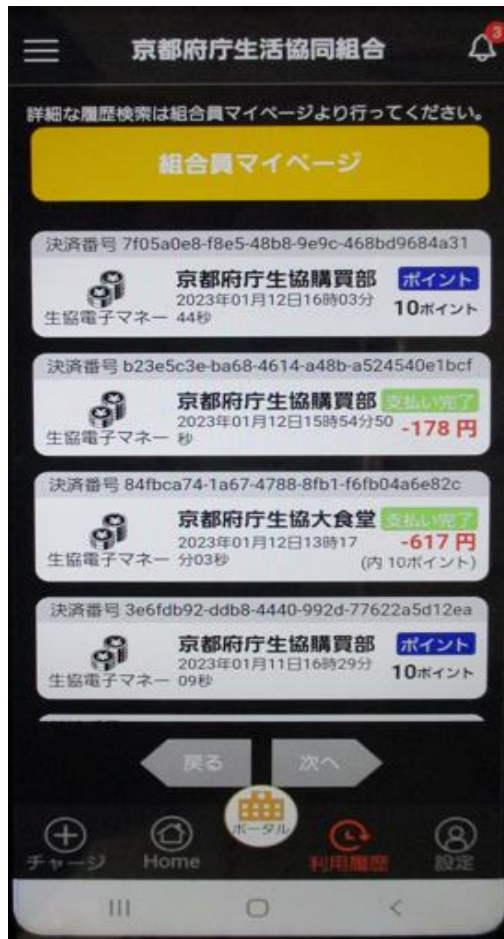 京都府庁生活協同組合
3
詳細な履歴検索は組合員マイページより行ってください。
組合員マイページ
決済番号 7f05a0e8-f8e5-48b8-9e9c-468bd9684a31
京都府庁生協購買部 ポイント
2023年01月12日16時03分
44秒
10ポイント
生協電子マネー
決済番号 b23e5c3e-ba68-4614-a48b-a524540e1bcf
京都府庁生協購買部 支払い完了
2023年01月12日15時54分50
秒
-178 円
生協電子マネー
決済番号 84fbca74-1a67-4788-8fb1-f6fb04a6e82c
京都府庁生協大食堂 支払い完了
2023年01月12日13時17
分03秒
-617 円
(内 10ポイント)
生協電子マネー
決済番号 3e6fdb92-ddb8-4440-992d-77622a5d12ea
京都府庁生協購買部 ポイント
2023年01月11日16時29分
09秒
10ポイント
生協電子マネー
戻る 次へ
チャージ Home ポータル 利用履歴 設定